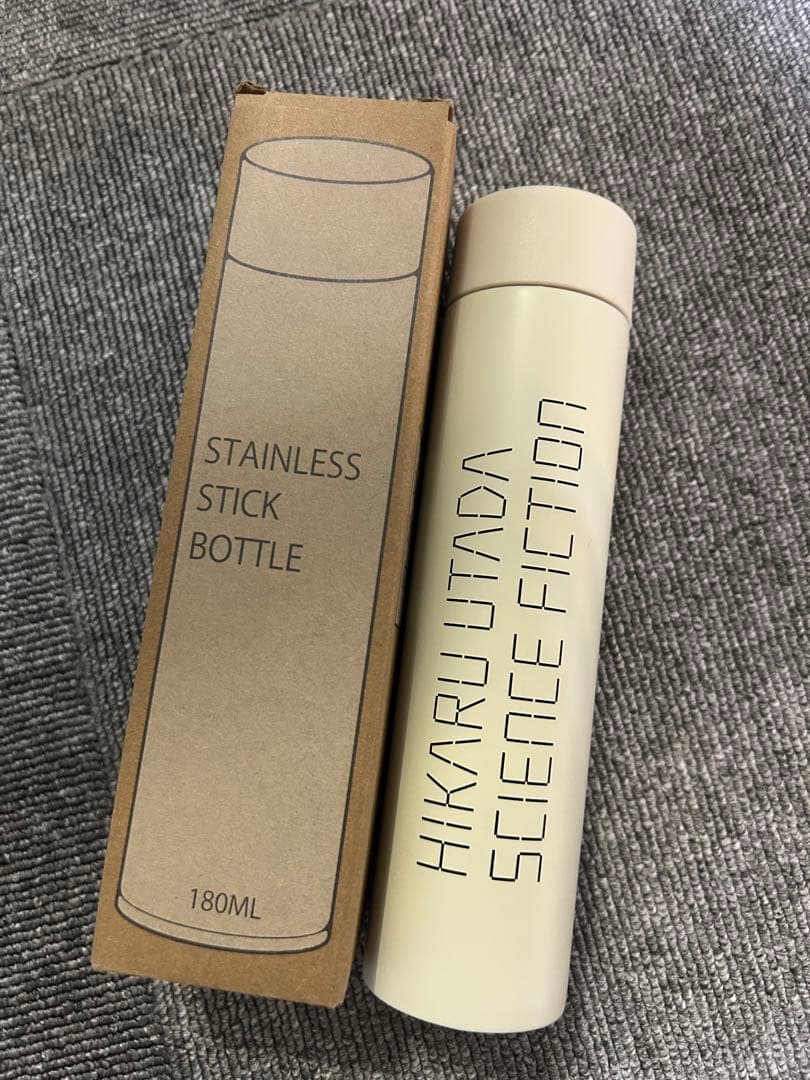 STAINLESS
STICK
BOTTLE
180ML
HIKARU UTADA
SCIENCE FICTION